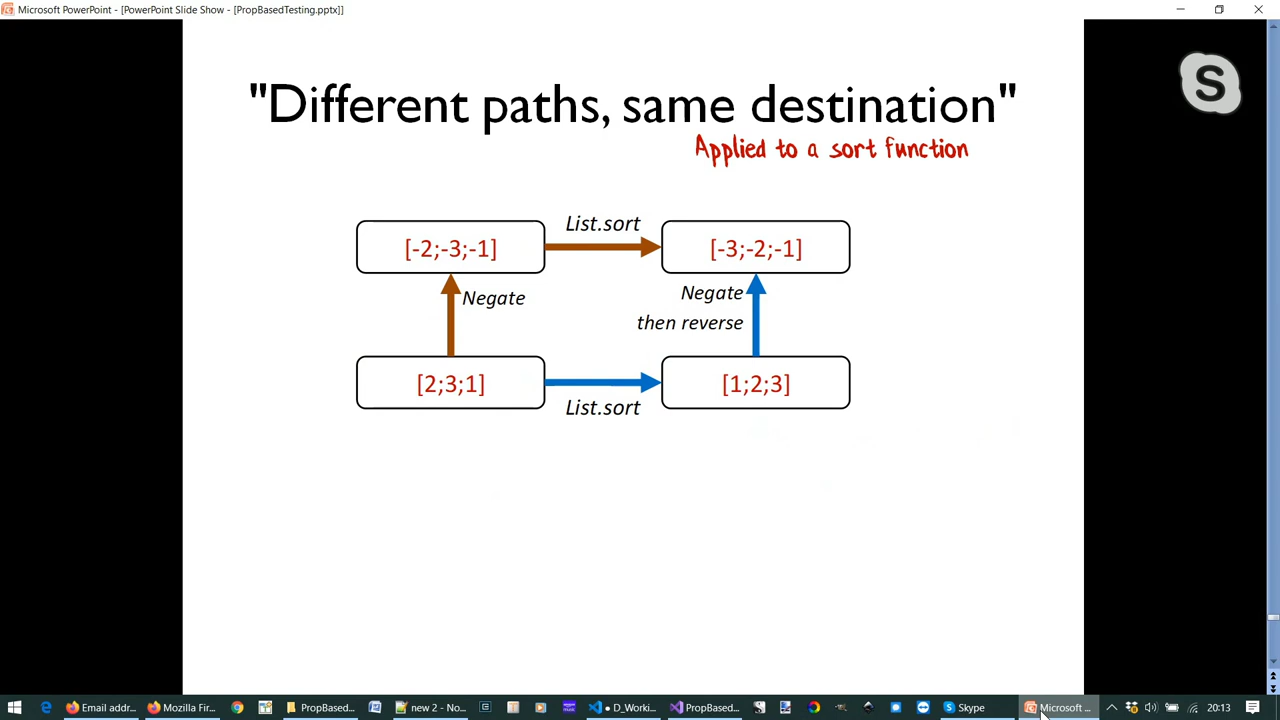 Microsoft PowerPoint - [PowerPoint Slide Show - [PropBasedTesting.pptx]]
S
"Different paths, same destination"
Applied to a sort function
List.sort
[-2;-3;-1]
[-3;-2;-1]
Negate
Negate
then reverse
[2;3;1]
[1;2;3]
List.sort
Email addr...
Mozilla Fir...
PropBased...
new 2 - No...
D_Worki...
PropBased...
Skype
Microsoft ...
20:13